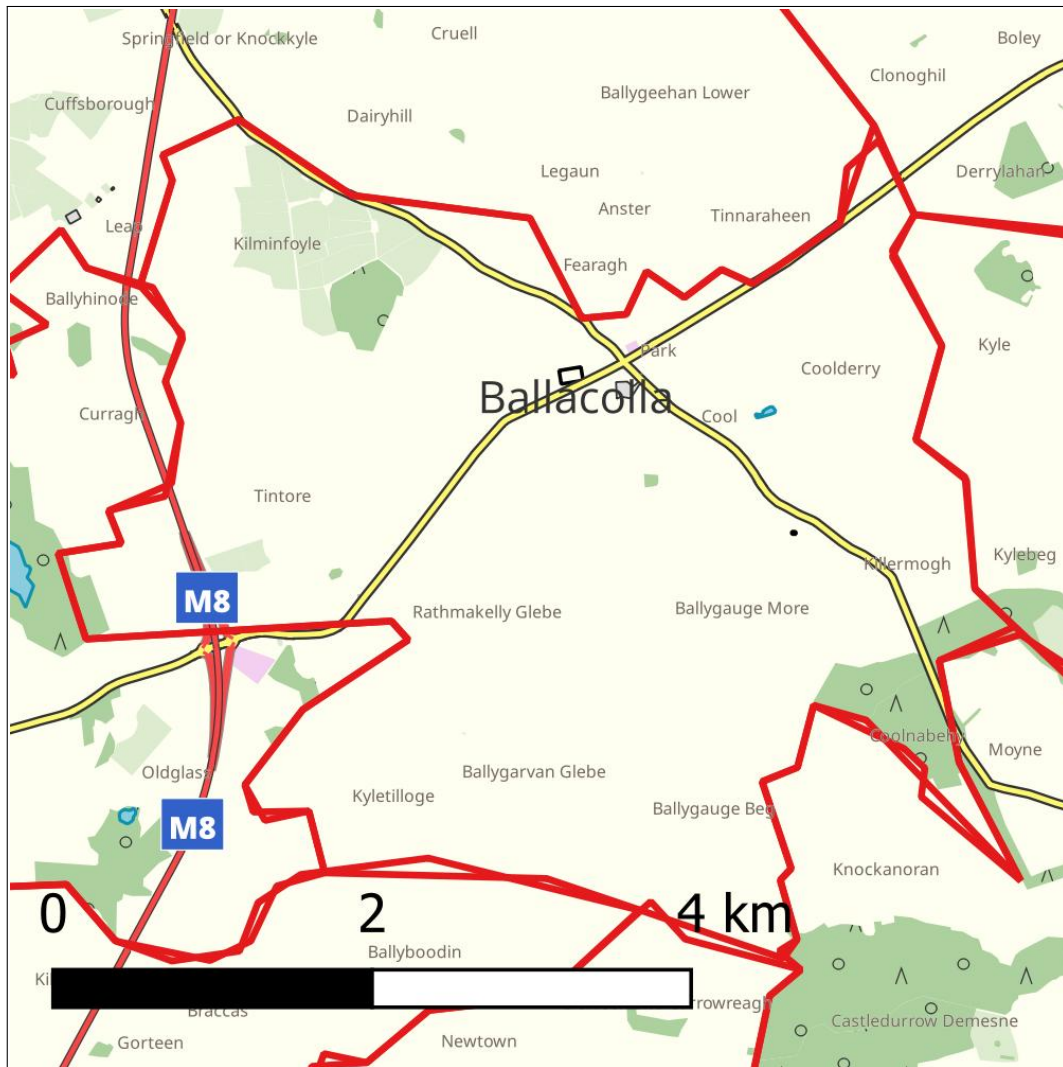 Cruell
Springfield or Knockkyle
Boley
Clonoghil
Ballygeehan Lower
Cuffsborough
Dairyhill
Legaun
Derrylahan
Anster
Tinnaraheen
Leap
Kilminfoyle
Fearagh
Ballyhinode
Kyle
Park
Coolderry
Ballacolla
Curragh
Cool
Tintore
Kylebeg
Killermogh
M8
Rathmakelly Glebe
Ballygauge More
Coolnabehy
Moyne
Oldglass
Ballygarvan Glebe
Kyletilloge
Ballygauge Beg
M8
Knockanoran
0 2 4 km
Ballyboodin
Braccas
Castledurrow Demesne
Gorteen
Newtown